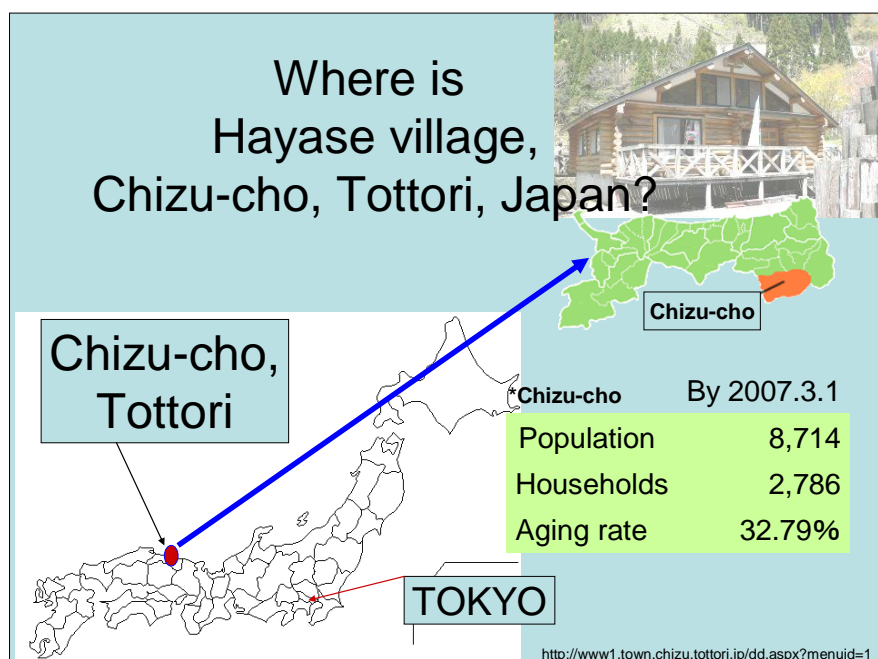 Where is
Hayase village,
Chizu-cho, Tottori, Japan?
Chizu-cho
Chizu-cho,
Tottori
*Chizu-cho By 2007.3.1
Population 8,714
Households 2,786
Aging rate 32.79%
TOKYO
http://www1.town.chizu.tottori.jp/dd.aspx?menuid=1